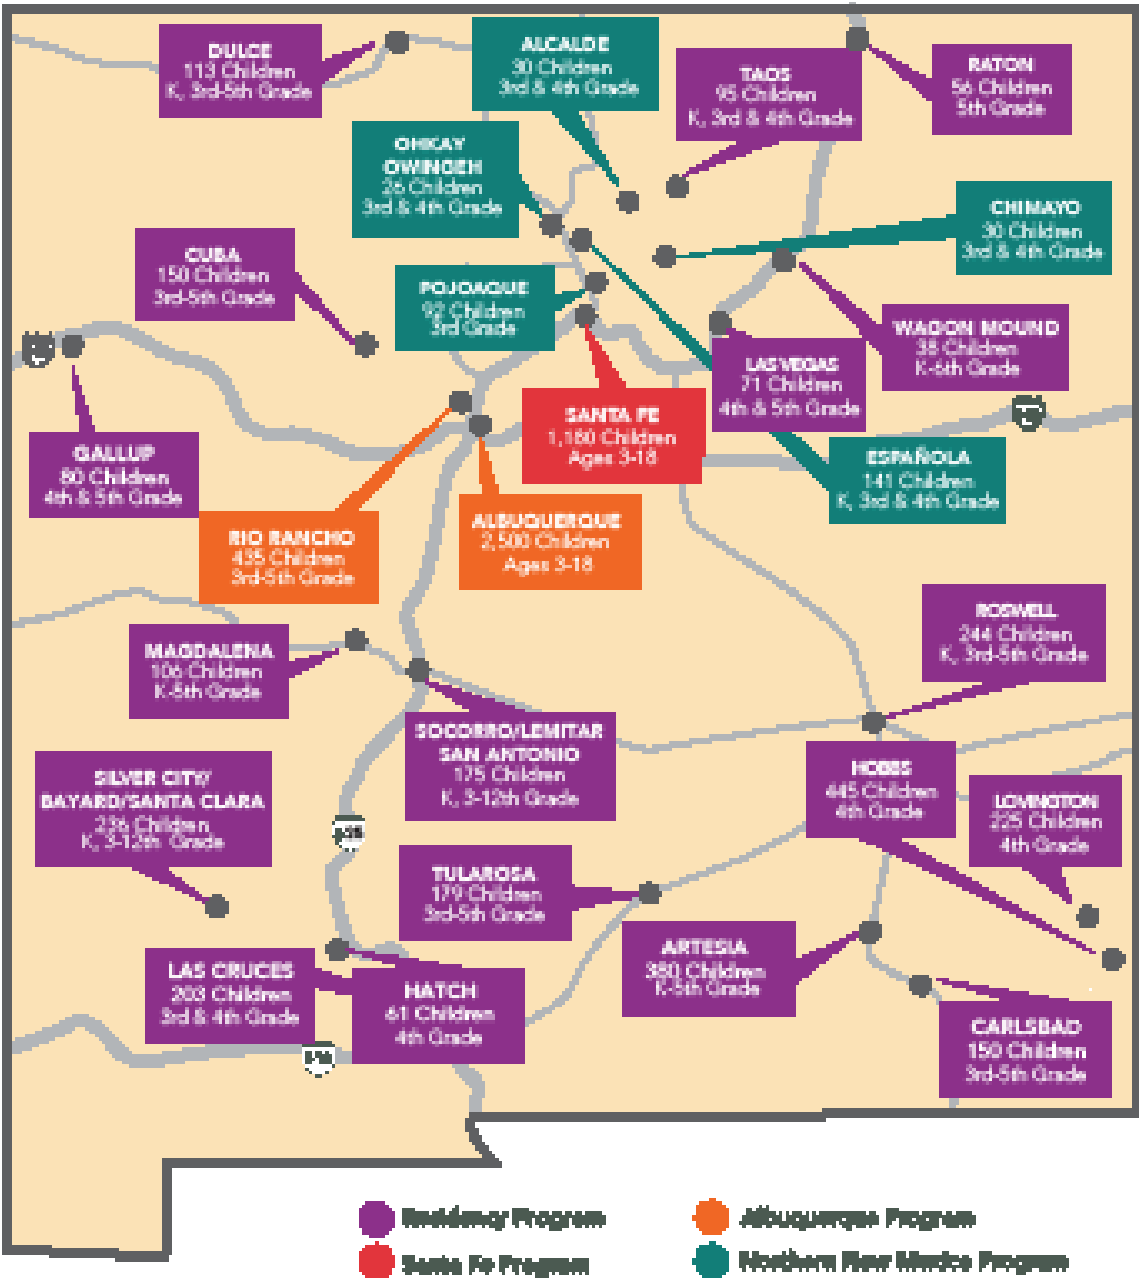 DULCE
113 Children
K, 3rd-5th Grade
ALCALDE
30 Children
3rd & 4th Grade
TAOS
95 Children
K, 3rd & 4th Grade
RATON
56 Children
5th Grade
OHKAY
OWINGEH
26 Children
3rd & 4th Grade
CHIMAYO
30 Children
3rd & 4th Grade
CUBA
150 Children
3rd-5th Grade
POJOAQUE
92 Children
3rd Grade
WAGON MOUND
38 Children
K-6th Grade
LAS VEGAS
71 Children
4th & 5th Grade
SANTA FE
1,180 Children
Ages 3-18
GALLUP
80 Children
4th & 5th Grade
ESPAÑOLA
141 Children
K, 3rd & 4th Grade
RIO RANCHO
435 Children
3rd-5th Grade
ALBUQUERQUE
2,500 Children
Ages 3-18
ROSWELL
244 Children
K, 3rd-5th Grade
MAGDALENA
106 Children
K-5th Grade
SOCORRO/LEMITAR
SAN ANTONIO
175 Children
K, 3-12th Grade
SILVER CITY/
BAYARD/SANTA CLARA
236 Children
K, 3-12th Grade
HOBBS
445 Children
4th Grade
LOVINGTON
225 Children
4th Grade
I-25
TULAROSA
179 Children
3rd-5th Grade
ARTESIA
380 Children
K-5th Grade
LAS CRUCES
203 Children
3rd & 4th Grade
HATCH
61 Children
4th Grade
CARLSBAD
150 Children
3rd-5th Grade
I-10
Residency Program
Albuquerque Program
Santa Fe Program
Northern New Mexico Program